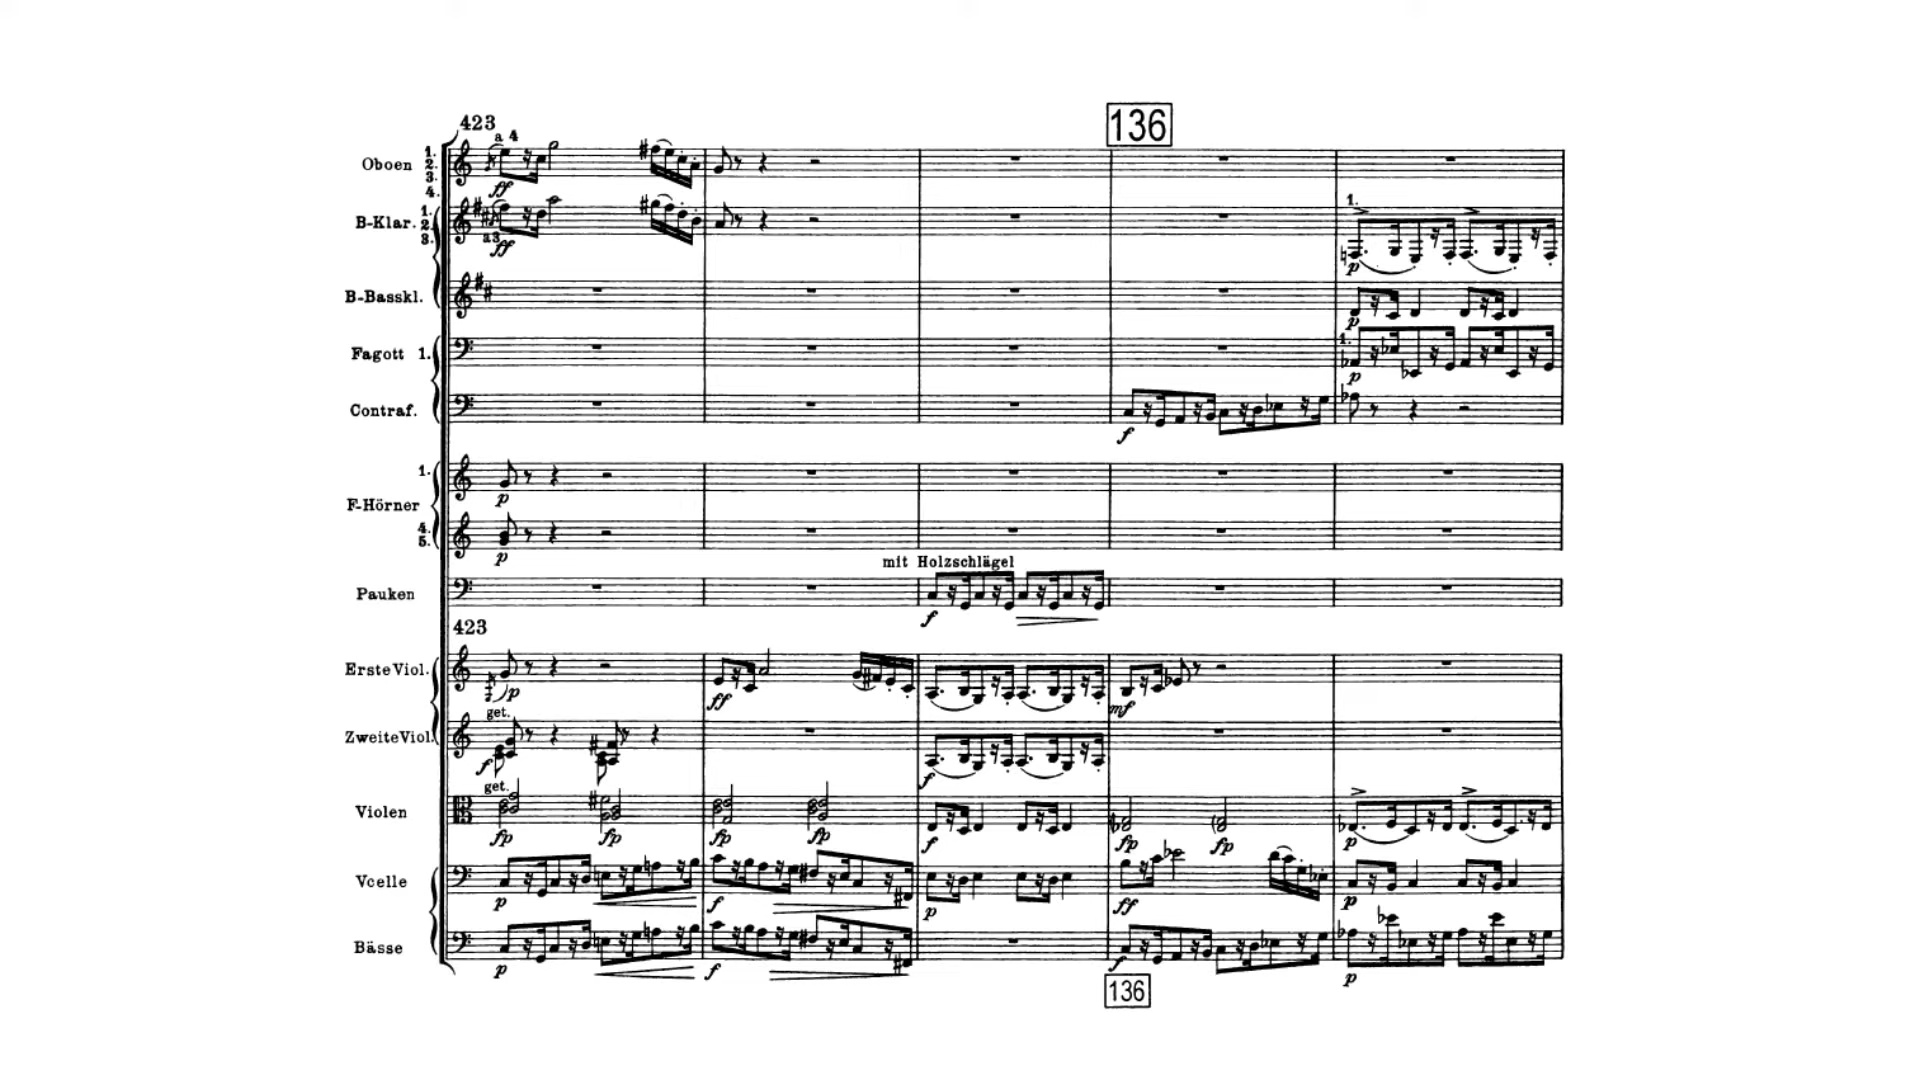 423
136
a 4
Oboen 1. 2. 3. 4.
ff
B-Klar. 1. 2. 3.
a3 ff
1.
p
B-Basskl.
p
Fagott 1.
1.
p
Contraf.
f
F-Hörner 1.
p
4. 5.
p
mit Holzschlägel
Pauken
f
423
Erste Viol.
p ff mf
get.
Zweite Viol.
f f
get.
Violen
fp fp fp fp f fp fp p
Vcelle
p f p ff p
Bässe
p f f p
136